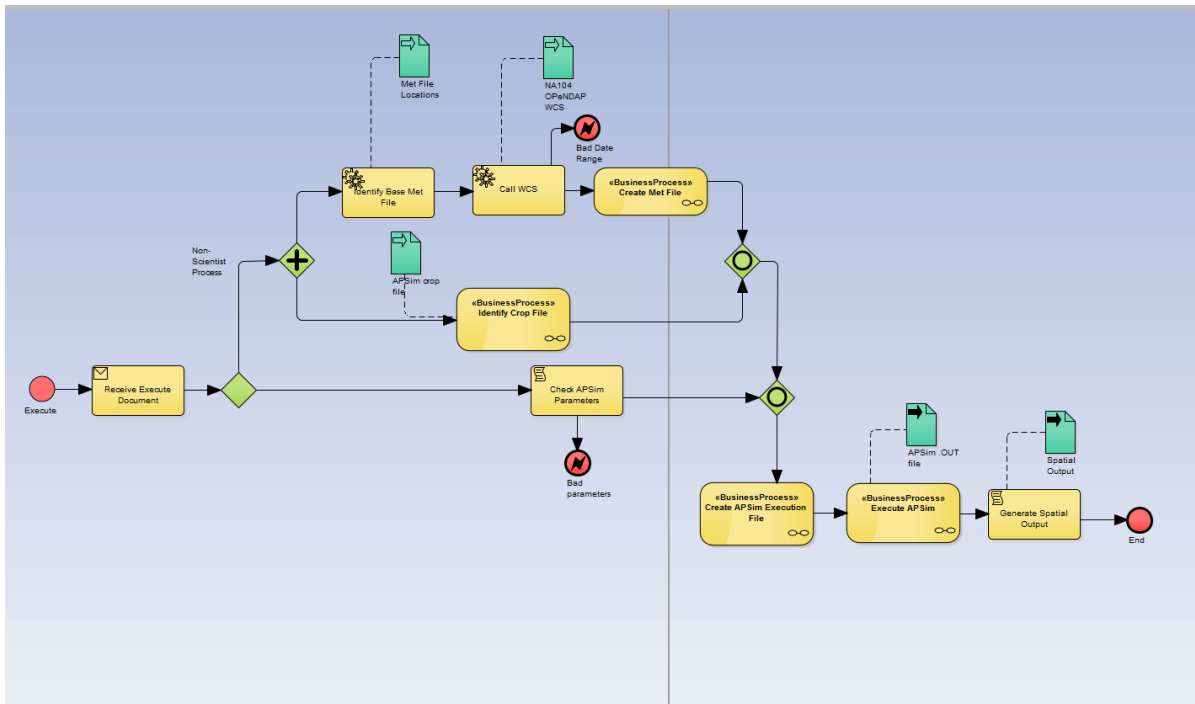 Met File
Locations
NA104
OPeNDAP
WCS
Bad Date
Range
Identify Base Met
File
Call WCS
«BusinessProcess»
Create Met File
Non-
Scientist
Process
APSim crop
file
«BusinessProcess»
Identify Crop File
Execute
Receive Execute
Document
Check APSim
Parameters
Bad
parameters
APSim .OUT
file
Spatial
Output
«BusinessProcess»
Create APSim Execution
File
«BusinessProcess»
Execute APSim
Generate Spatial
Output
End